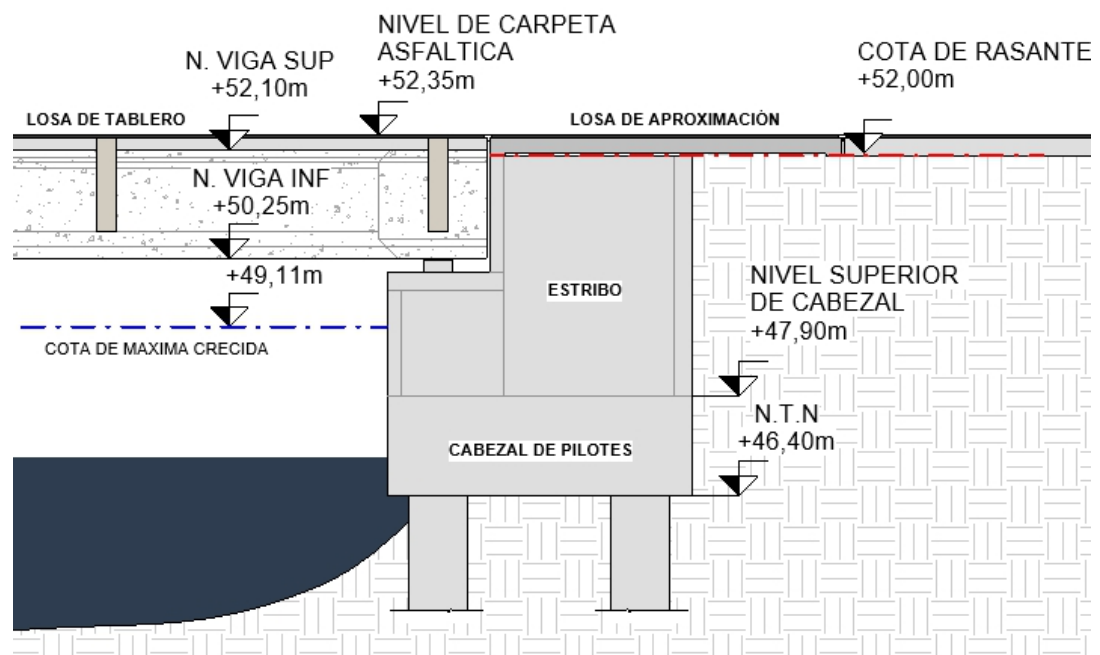 NIVEL DE CARPETA
ASFALTICA
+52,35m
N. VIGA SUP
+52,10m
COTA DE RASANTE
+52,00m
LOSA DE TABLERO
LOSA DE APROXIMACIÓN
N. VIGA INF
+50,25m
+49,11m
COTA DE MAXIMA CRECIDA
ESTRIBO
NIVEL SUPERIOR
DE CABEZAL
+47,90m
N.T.N
+46,40m
CABEZAL DE PILOTES